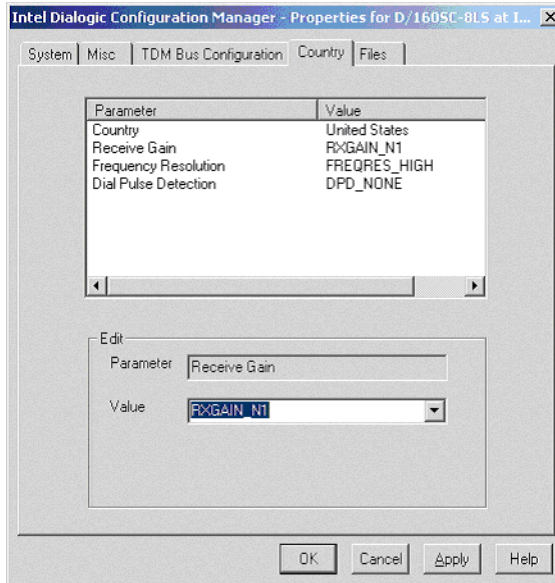 Intel Dialogic Configuration Manager - Properties for D/160SC-8LS at I...
System Misc TDM Bus Configuration Country Files
Parameter Value
Country United States
Receive Gain RXGAIN_N1
Frequency Resolution FREQRES_HIGH
Dial Pulse Detection DPD_NONE
Edit
Parameter Receive Gain
Value RXGAIN_N1
OK Cancel Apply Help